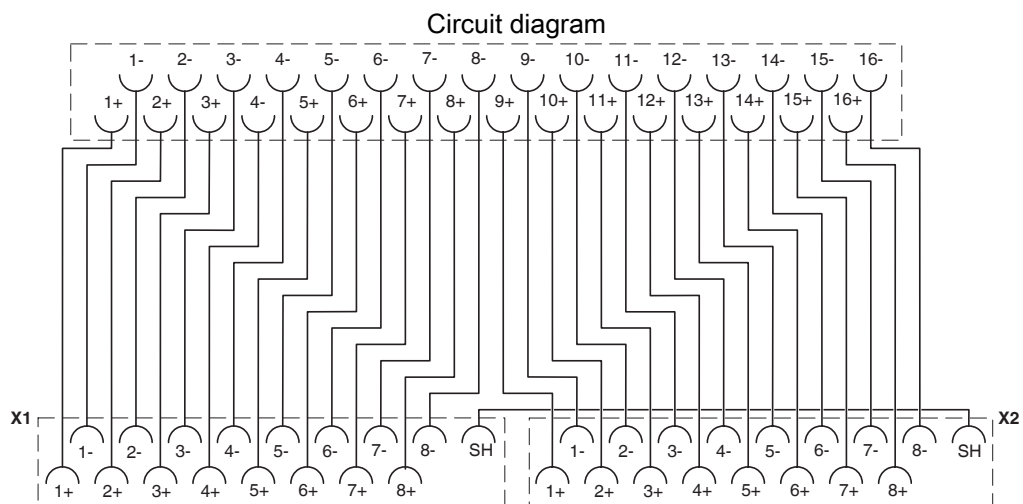 Circuit diagram
1- 2- 3- 4- 5- 6- 7- 8- 9- 10- 11- 12- 13- 14- 15- 16-
1+ 2+ 3+ 4- 5+ 6+ 7+ 8+ 9+ 10+ 11+ 12+ 13+ 14+ 15+ 16+
X1 X2
1- 2- 3- 4- 5- 6- 7- 8- SH 1- 2- 3- 4- 5- 6- 7- 8- SH
1+ 2+ 3+ 4+ 5+ 6+ 7+ 8+ 1+ 2+ 3+ 4+ 5+ 6+ 7+ 8+